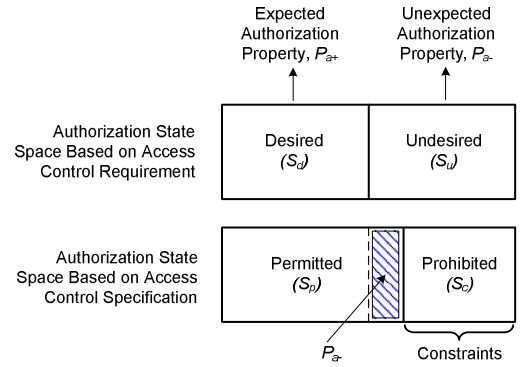 Expected
Authorization
Property, Pa+
Unexpected
Authorization
Property, Pa-
Authorization State
Space Based on Access
Control Requirement
Desired
(Sd)
Undesired
(Su)
Authorization State
Space Based on Access
Control Specification
Permitted
(Sp)
Prohibited
(Sc)
Pa-
Constraints